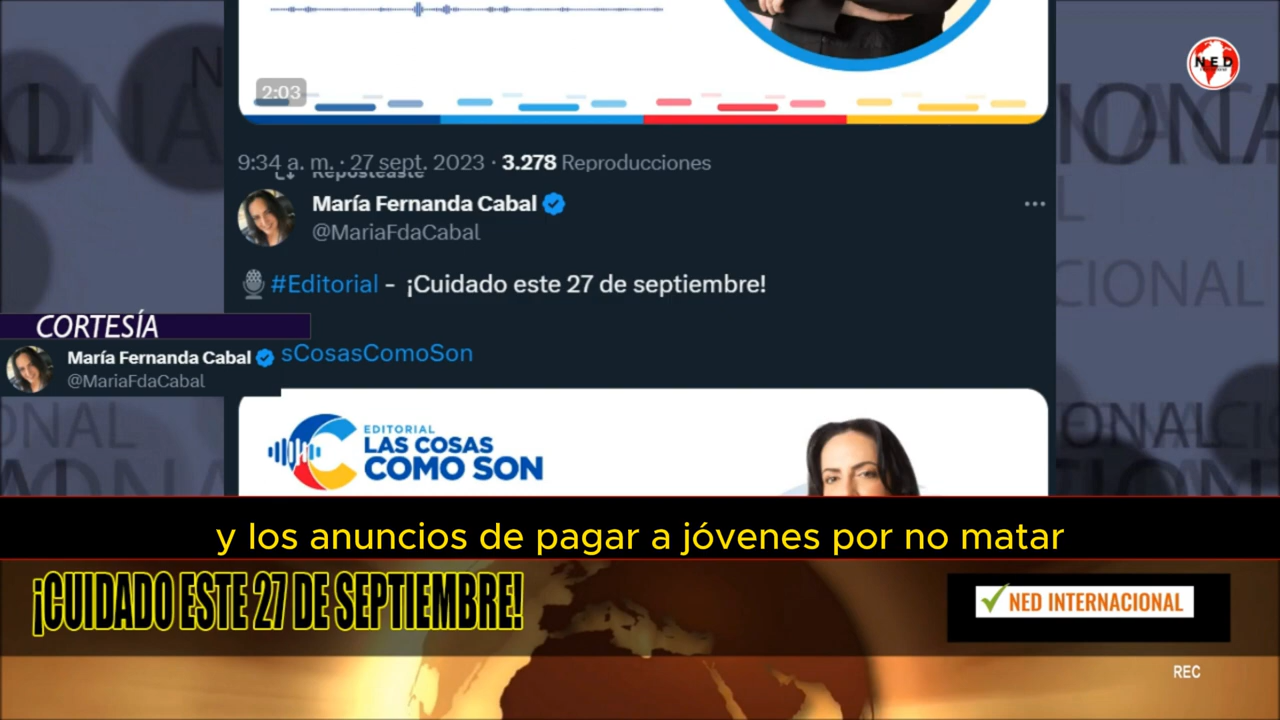 2:03
NED
9:34 a. m. · 27 sept. 2023 · 3.278 Reproducciones
Reposteaste
María Fernanda Cabal
@MariaFdaCabal
#Editorial - ¡Cuidado este 27 de septiembre!
CORTESÍA
María Fernanda Cabal
@MariaFdaCabal
sCosasComoSon
EDITORIAL
LAS COSAS
COMO SON
y los anuncios de pagar a jóvenes por no matar
¡CUIDADO ESTE 27 DE SEPTIEMBRE!
NED INTERNACIONAL
REC